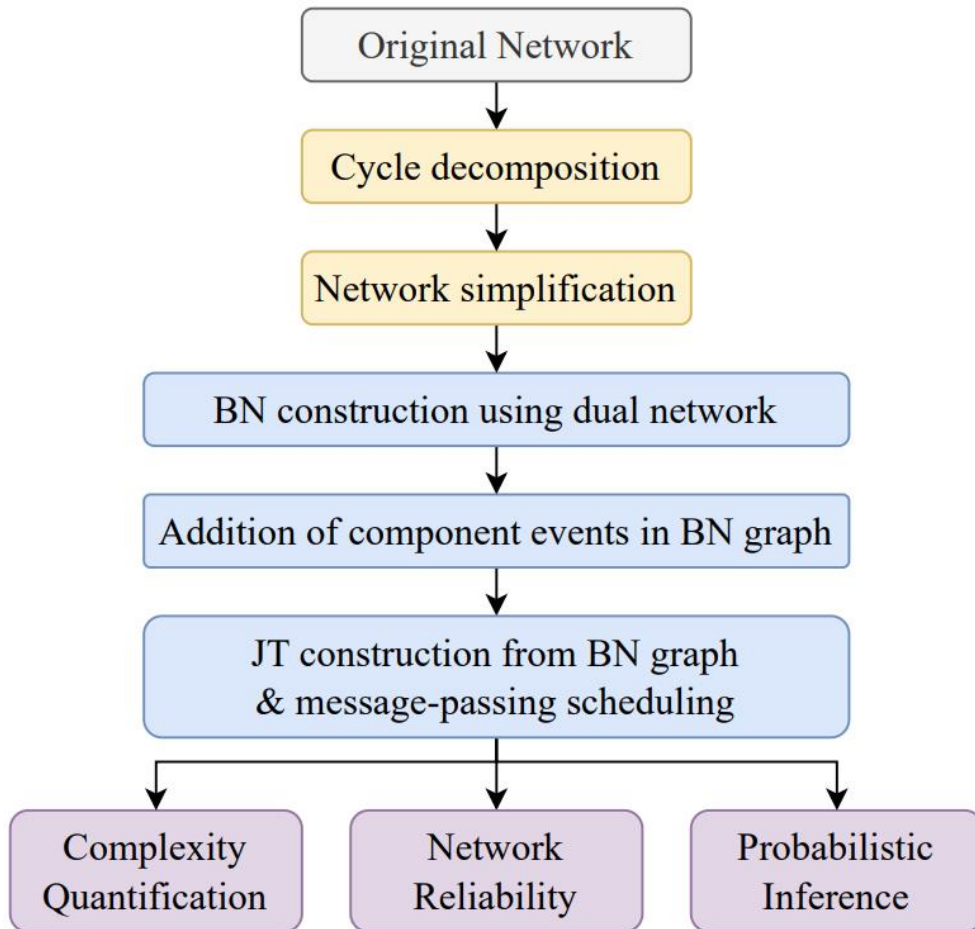 Original Network
Cycle decomposition
Network simplification
BN construction using dual network
Addition of component events in BN graph
JT construction from BN graph
& message-passing scheduling
Complexity
Quantification
Network
Reliability
Probabilistic
Inference